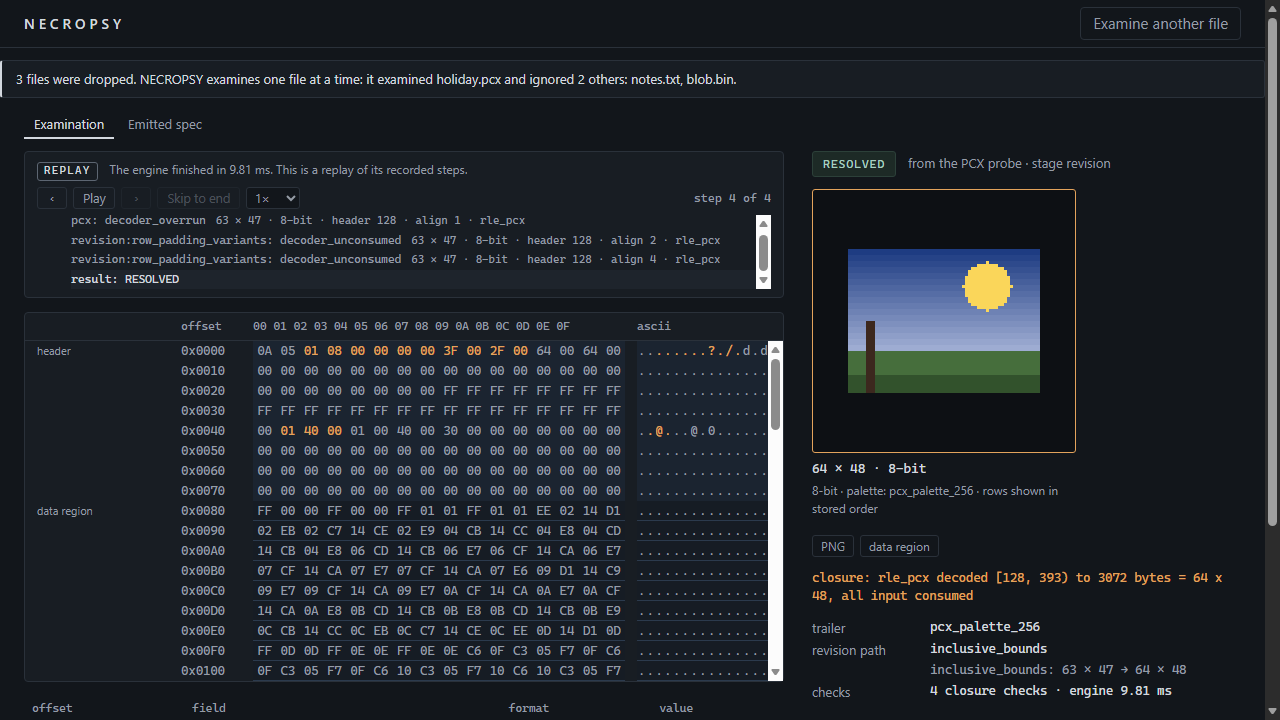 NECROPSY
Examine another file
3 files were dropped. NECROPSY examines one file at a time: it examined holiday.pcx and ignored 2 others: notes.txt, blob.bin.
Examination Emitted spec
REPLAY The engine finished in 9.81 ms. This is a replay of its recorded steps.
‹ Play › Skip to end 1× step 4 of 4
pcx: decoder_overrun 63 × 47 · 8-bit · header 128 · align 1 · rle_pcx
revision:row_padding_variants: decoder_unconsumed 63 × 47 · 8-bit · header 128 · align 2 · rle_pcx
revision:row_padding_variants: decoder_unconsumed 63 × 47 · 8-bit · header 128 · align 4 · rle_pcx
result: RESOLVED
offset 00 01 02 03 04 05 06 07 08 09 0A 0B 0C 0D 0E 0F ascii
header 0x0000 0A 05 01 08 00 00 00 00 3F 00 2F 00 64 00 64 00 ........?./.d.d
0x0010 00 00 00 00 00 00 00 00 00 00 00 00 00 00 00 00 ...............
0x0020 00 00 00 00 00 00 00 00 FF FF FF FF FF FF FF FF ...............
0x0030 FF FF FF FF FF FF FF FF FF FF FF FF FF FF FF FF ...............
0x0040 00 01 40 00 01 00 40 00 30 00 00 00 00 00 00 00 ..@...@.0......
0x0050 00 00 00 00 00 00 00 00 00 00 00 00 00 00 00 00 ...............
0x0060 00 00 00 00 00 00 00 00 00 00 00 00 00 00 00 00 ...............
0x0070 00 00 00 00 00 00 00 00 00 00 00 00 00 00 00 00 ...............
data region 0x0080 FF 00 00 FF 00 00 FF 01 01 FF 01 01 EE 02 14 D1 ...............
0x0090 02 EB 02 C7 14 CE 02 E9 04 CB 14 CC 04 E8 04 CD ...............
0x00A0 14 CB 04 E8 06 CD 14 CB 06 E7 06 CF 14 CA 06 E7 ...............
0x00B0 07 CF 14 CA 07 E7 07 CF 14 CA 07 E6 09 D1 14 C9 ...............
0x00C0 09 E7 09 CF 14 CA 09 E7 0A CF 14 CA 0A E7 0A CF ...............
0x00D0 14 CA 0A E8 0B CD 14 CB 0B E8 0B CD 14 CB 0B E9 ...............
0x00E0 0C CB 14 CC 0C EB 0C C7 14 CE 0C EE 0D 14 D1 0D ...............
0x00F0 FF 0D 0D FF 0E 0E FF 0E 0E C6 0F C3 05 F7 0F C6 ...............
0x0100 0F C3 05 F7 0F C6 10 C3 05 F7 10 C6 10 C3 05 F7 ...............
offset field format value
RESOLVED from the PCX probe · stage revision
64 × 48 · 8-bit
8-bit · palette: pcx_palette_256 · rows shown in
stored order
PNG data region
closure: rle_pcx decoded [128, 393) to 3072 bytes = 64 x
48, all input consumed
trailer pcx_palette_256
revision path inclusive_bounds
inclusive_bounds: 63 × 47 → 64 × 48
checks 4 closure checks · engine 9.81 ms